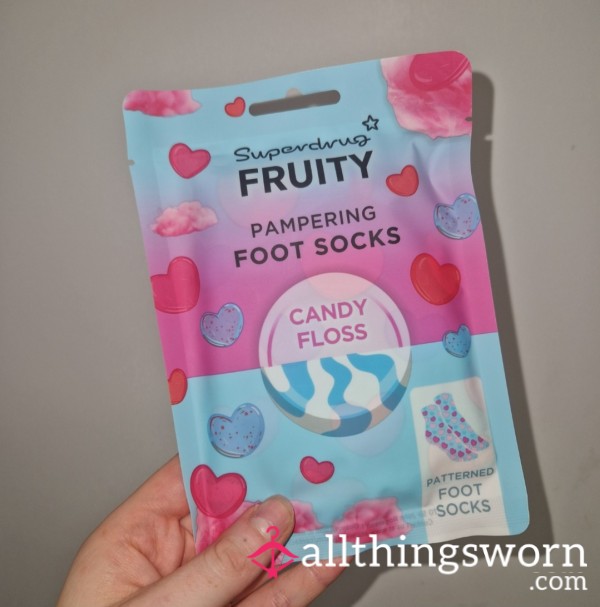 Superdrug
FRUITY
PAMPERING
FOOT SOCKS
CANDY
FLOSS
PATTERNED
FOOT
SOCKS
allthingsworn
.com